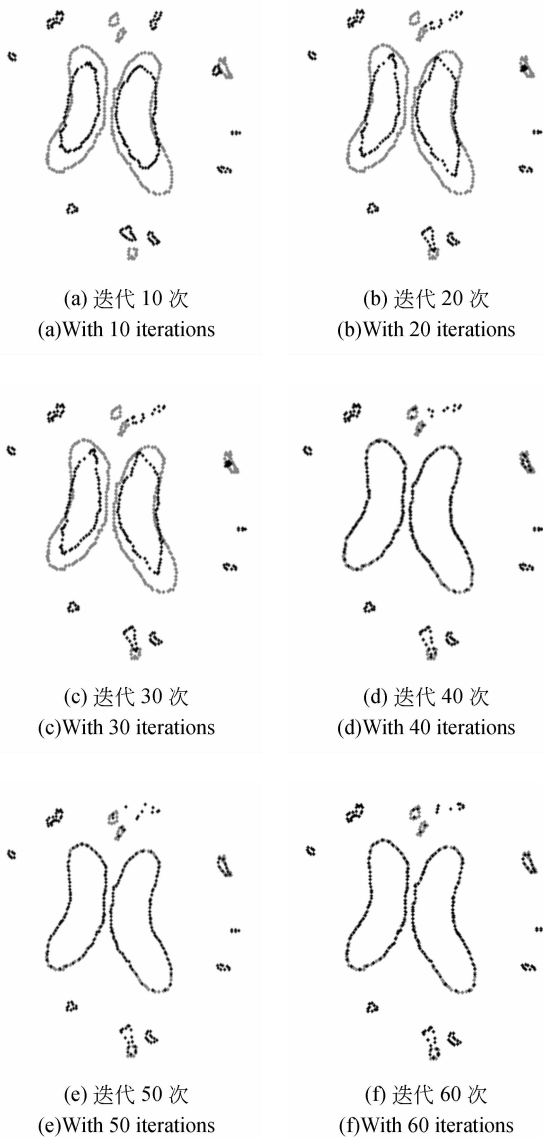 (a) 迭代 10 次
(a)With 10 iterations
(b) 迭代 20 次
(b)With 20 iterations
(c) 迭代 30 次
(c)With 30 iterations
(d) 迭代 40 次
(d)With 40 iterations
(e) 迭代 50 次
(e)With 50 iterations
(f) 迭代 60 次
(f)With 60 iterations